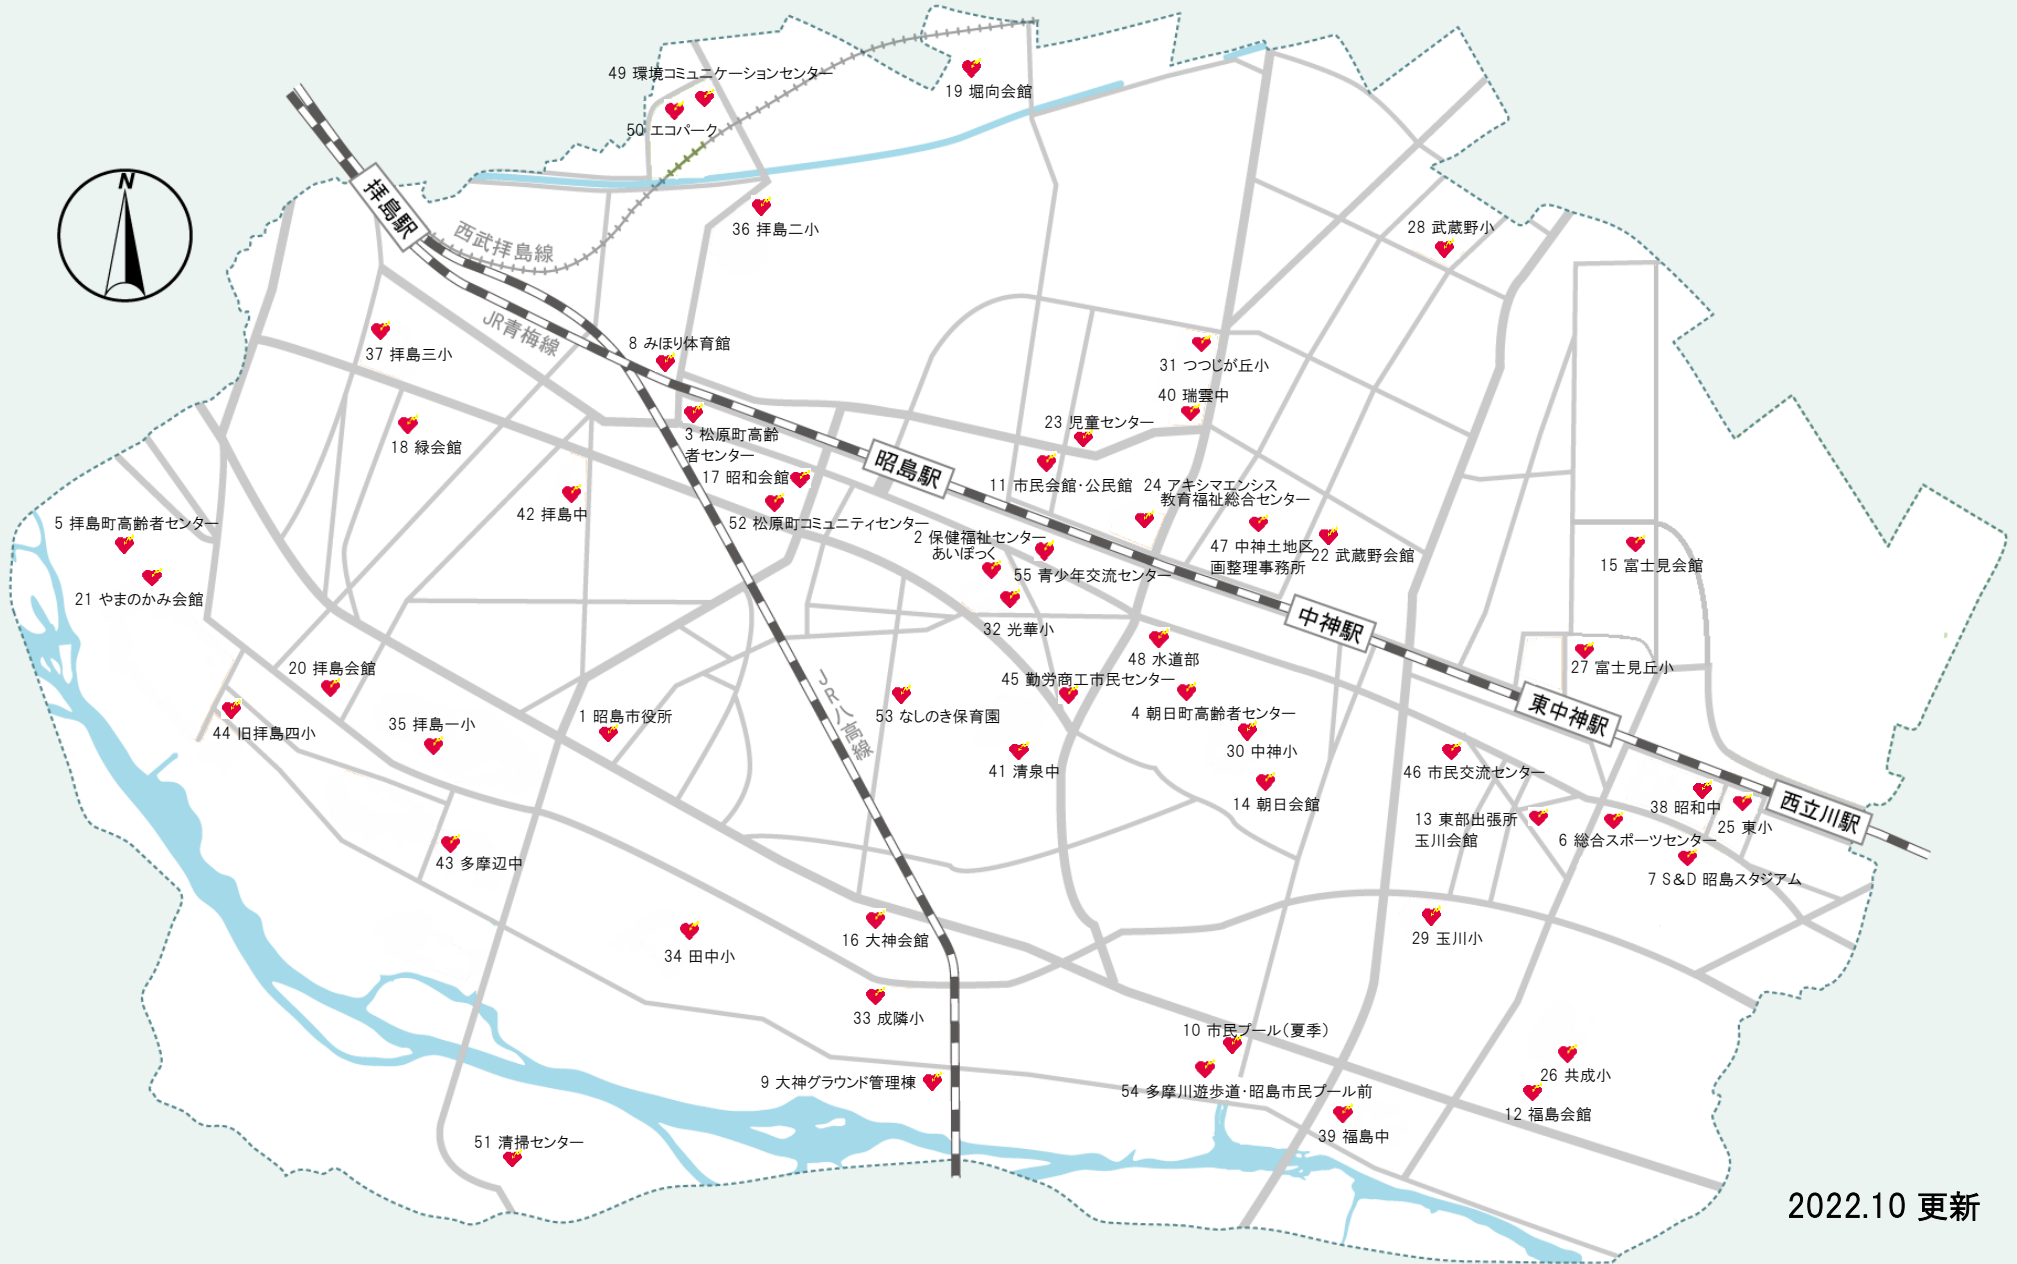 49 環境コミュニケーションセンター
19 堀向会館
50 エコパーク
N
拝島駅
西武拝島線
36 拝島二小
28 武蔵野小
JR青梅線
8 みほり体育館
37 拝島三小
31 つつじが丘小
40 瑞雲中
23 児童センター
3 松原町高齢
者センター
18 緑会館
昭島駅
17 昭和会館
11 市民会館・公民館
24 アキシマエンシス
教育福祉総合センター
42 拝島中
5 拝島町高齢者センター
52 松原町コミュニティセンター
2 保健福祉センター
あいぽっく
47 中神土地区
画整理事務所
22 武蔵野会館
15 富士見会館
55 青少年交流センター
21 やまのかみ会館
32 光華小
中神駅
48 水道部
27 富士見丘小
20 拝島会館
45 勤労商工市民センター
JR八高線
1 昭島市役所
53 なしのき保育園
4 朝日町高齢者センター
東中神駅
35 拝島一小
44 旧拝島四小
30 中神小
41 清泉中
46 市民交流センター
14 朝日会館
38 昭和中
西立川駅
13 東部出張所
玉川会館
25 東小
6 総合スポーツセンター
43 多摩辺中
7 S&D 昭島スタジアム
16 大神会館
29 玉川小
34 田中小
33 成隣小
10 市民プール(夏季)
9 大神グラウンド管理棟
26 共成小
54 多摩川遊歩道・昭島市民プール前
12 福島会館
39 福島中
51 清掃センター
2022.10 更新